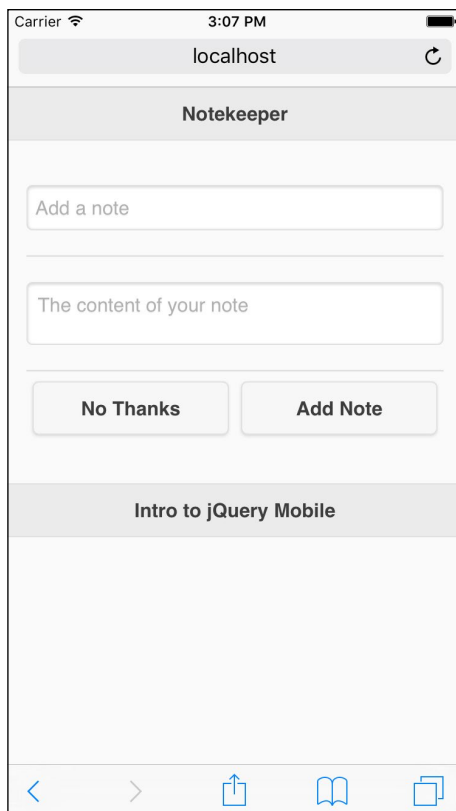 Carrier 3:07 PM
localhost
Notekeeper
Add a note
The content of your note
No Thanks Add Note
Intro to jQuery Mobile